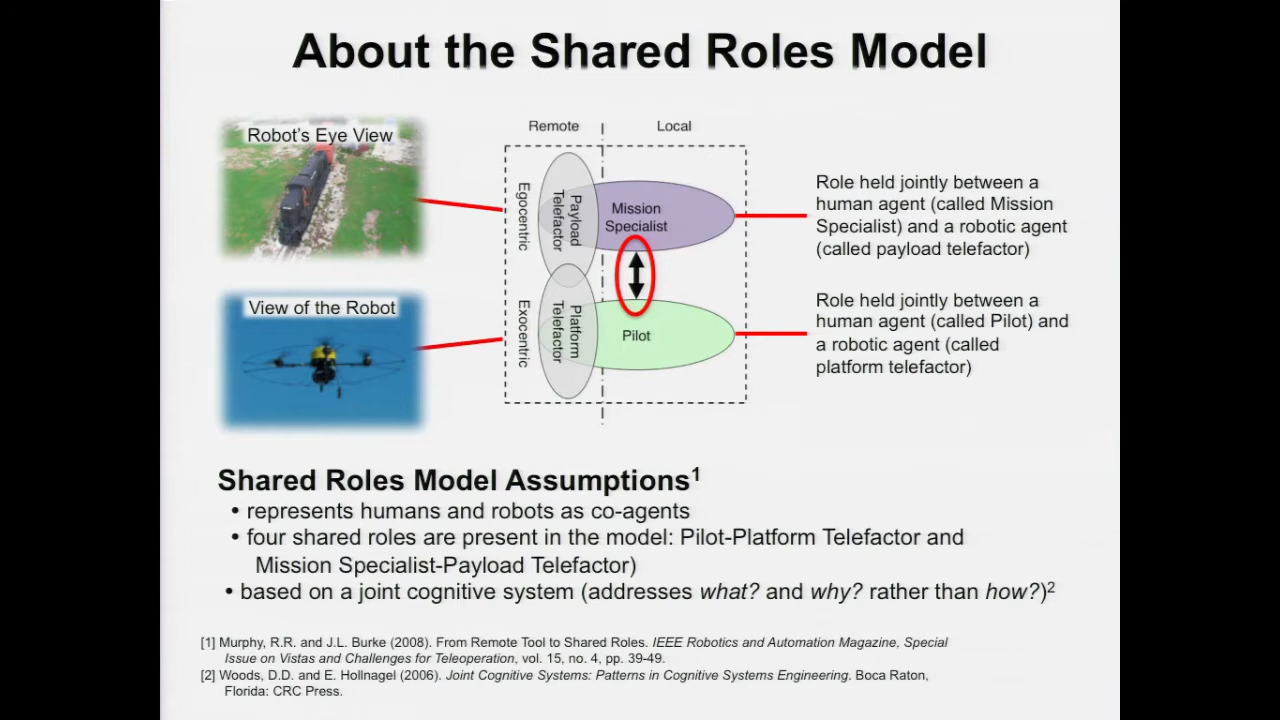 About the Shared Roles Model
Robot's Eye View
View of the Robot
Remote
Local
Egocentric
Exocentric
Payload
Telefactor
Platform
Telefactor
Mission
Specialist
Pilot
Role held jointly between a
human agent (called Mission
Specialist) and a robotic agent
(called payload telefactor)
Role held jointly between a
human agent (called Pilot) and
a robotic agent (called
platform telefactor)
Shared Roles Model Assumptions1
• represents humans and robots as co-agents
• four shared roles are present in the model: Pilot-Platform Telefactor and
Mission Specialist-Payload Telefactor)
• based on a joint cognitive system (addresses what? and why? rather than how?)2
[1] Murphy, R.R. and J.L. Burke (2008). From Remote Tool to Shared Roles. IEEE Robotics and Automation Magazine, Special
Issue on Vistas and Challenges for Teleoperation, vol. 15, no. 4, pp. 39-49.
[2] Woods, D.D. and E. Hollnagel (2006). Joint Cognitive Systems: Patterns in Cognitive Systems Engineering. Boca Raton,
Florida: CRC Press.